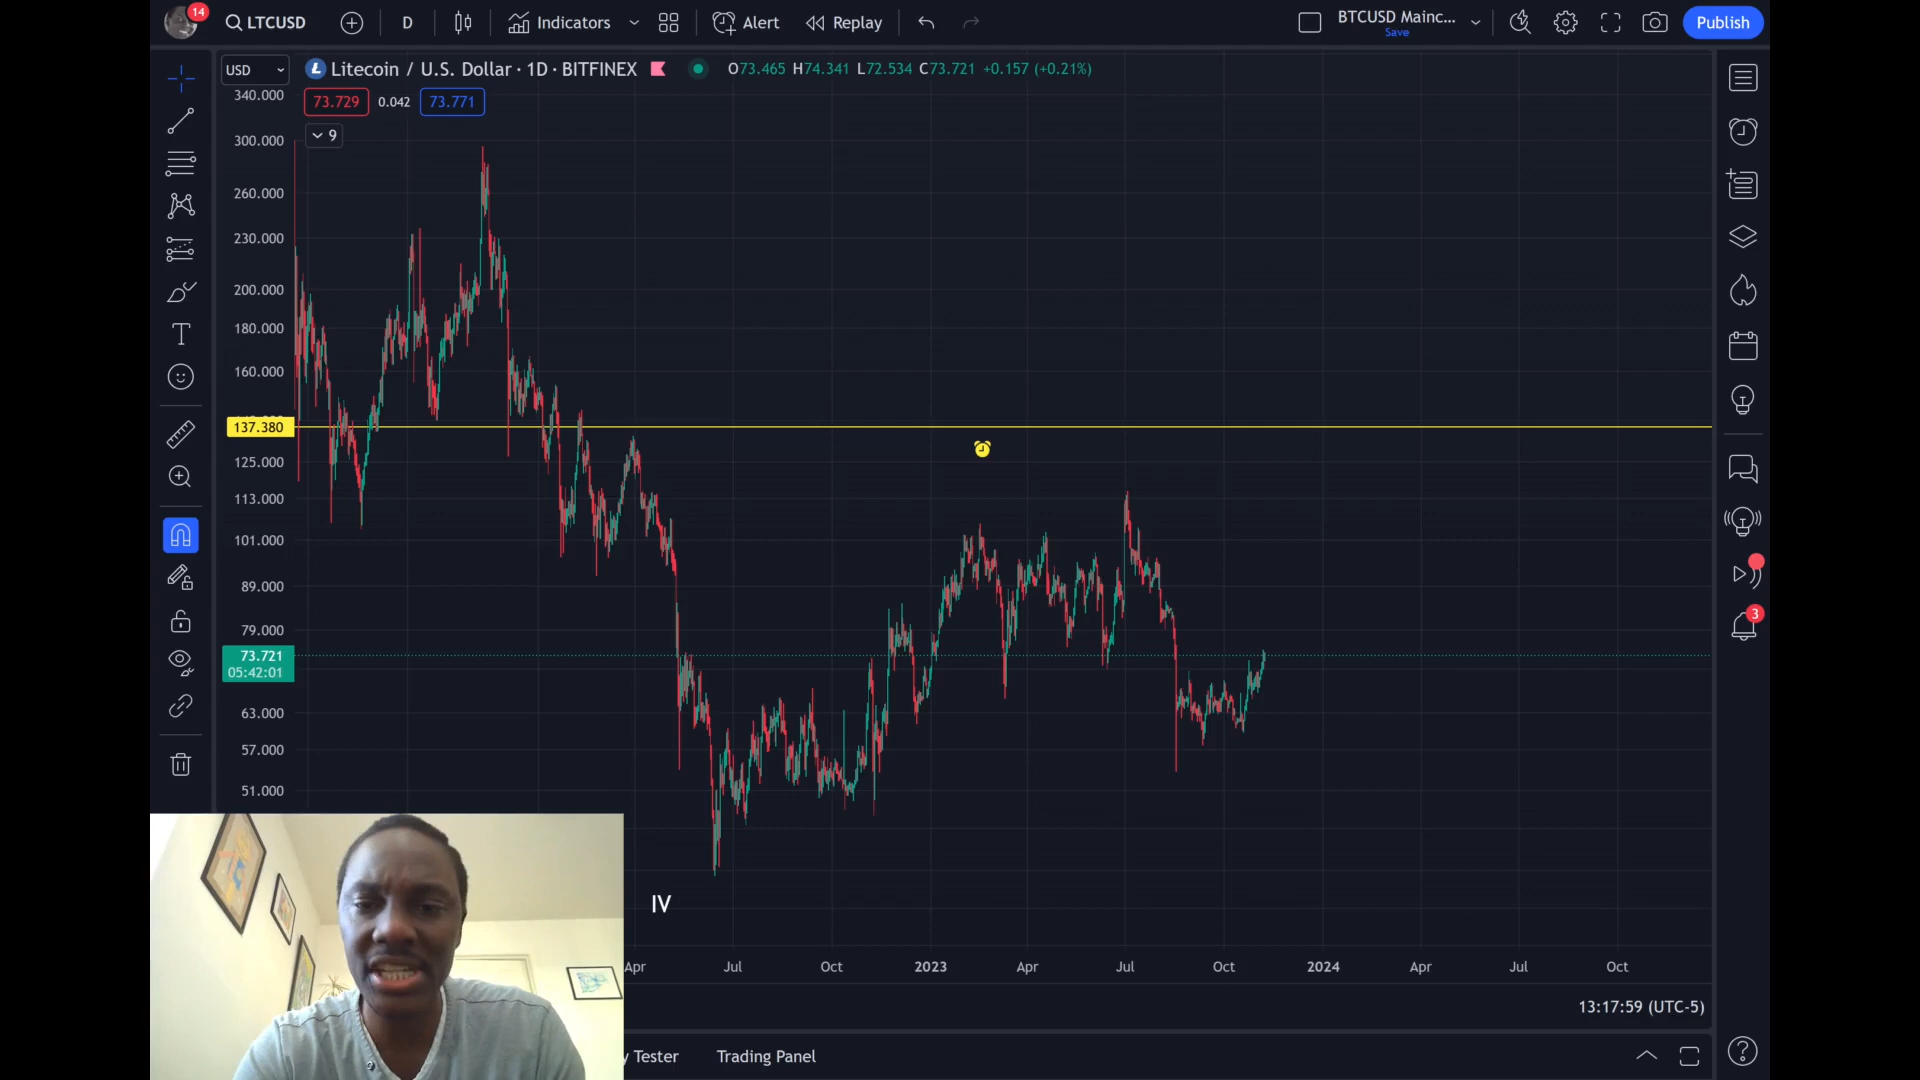 14
LTCUSD
D
Indicators
Alert
Replay
BTCUSD Mainc...
Save
Publish
USD
Litecoin / U.S. Dollar · 1D · BITFINEX
O73.465 H74.341 L72.534 C73.721 +0.157 (+0.21%)
73.729 0.042 73.771
9
340.000
300.000
260.000
230.000
200.000
180.000
160.000
137.380
125.000
113.000
101.000
89.000
79.000
73.721
05:42:01
63.000
57.000
51.000
3
IV
Apr Jul Oct 2023 Apr Jul Oct 2024 Apr Jul Oct
13:17:59 (UTC-5)
y Tester
Trading Panel